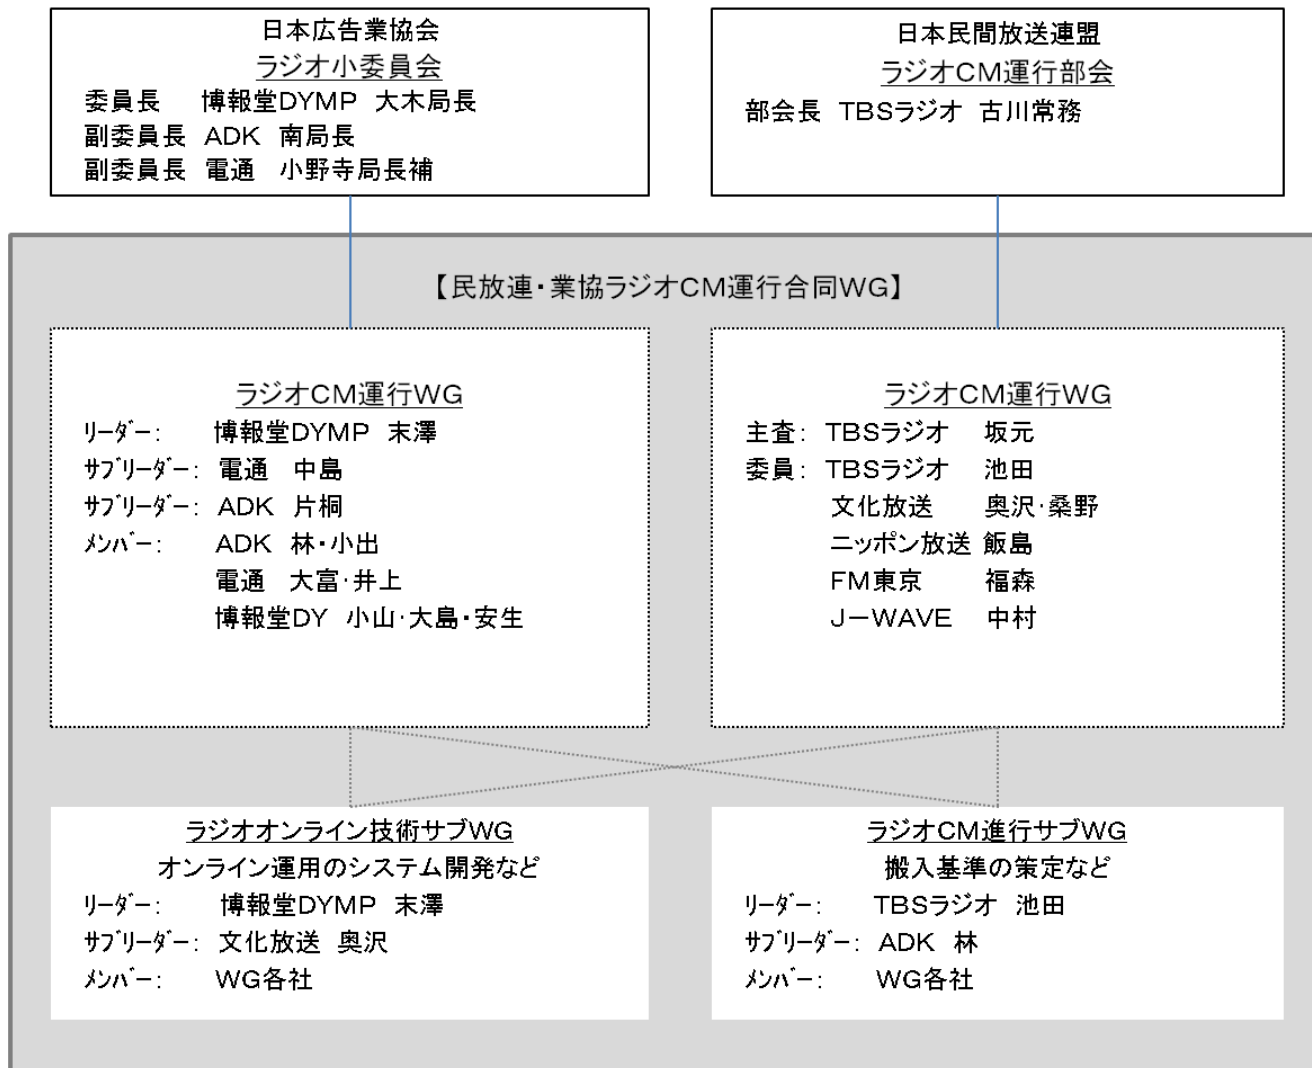 日本広告業協会
ラジオ小委員会
委員長 博報堂DYMP 大木局長
副委員長 ADK 南局長
副委員長 電通 小野寺局長補
日本民間放送連盟
ラジオCM運行部会
部会長 TBSラジオ 古川常務
【民放連・業協ラジオCM運行合同WG】
ラジオCM運行WG
ﾘｰﾀﾞｰ: 博報堂DYMP 末澤
ｻﾌﾞﾘｰﾀﾞｰ: 電通 中島
ｻﾌﾞﾘｰﾀﾞｰ: ADK 片桐
ﾒﾝﾊﾞｰ: ADK 林・小出
電通 大富・井上
博報堂DY 小山・大島・安生
ラジオCM運行WG
主査: TBSラジオ 坂元
委員: TBSラジオ 池田
文化放送 奥沢・桑野
ニッポン放送 飯島
FM東京 福森
J－WAVE 中村
ラジオオンライン技術サブWG
オンライン運用のシステム開発など
ﾘｰﾀﾞｰ: 博報堂DYMP 末澤
ｻﾌﾞﾘｰﾀﾞｰ: 文化放送 奥沢
ﾒﾝﾊﾞｰ: WG各社
ラジオCM進行サブWG
搬入基準の策定など
ﾘｰﾀﾞｰ: TBSラジオ 池田
ｻﾌﾞﾘｰﾀﾞｰ: ADK 林
ﾒﾝﾊﾞｰ: WG各社